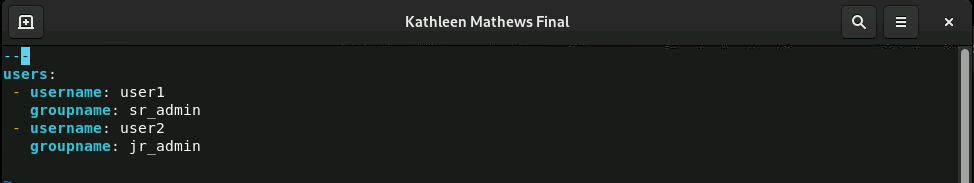 Kathleen Mathews Final
---
users:
 - username: user1
   groupname: sr_admin
 - username: user2
   groupname: jr_admin
~